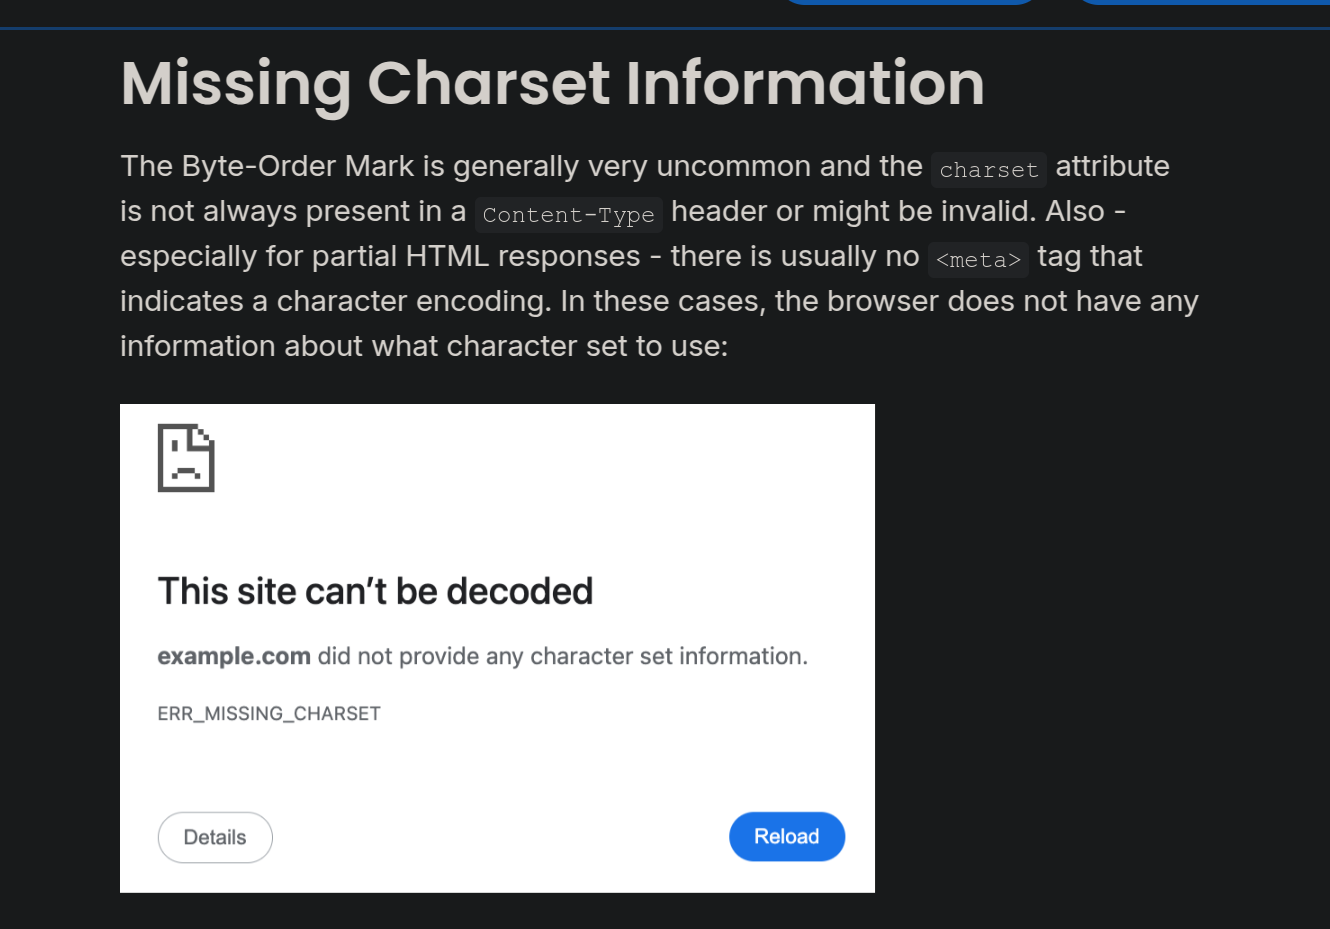 Missing Charset Information
The Byte-Order Mark is generally very uncommon and the charset attribute
is not always present in a Content-Type header or might be invalid. Also -
especially for partial HTML responses - there is usually no <meta> tag that
indicates a character encoding. In these cases, the browser does not have any
information about what character set to use:
This site can’t be decoded
example.com did not provide any character set information.
ERR_MISSING_CHARSET
Details
Reload